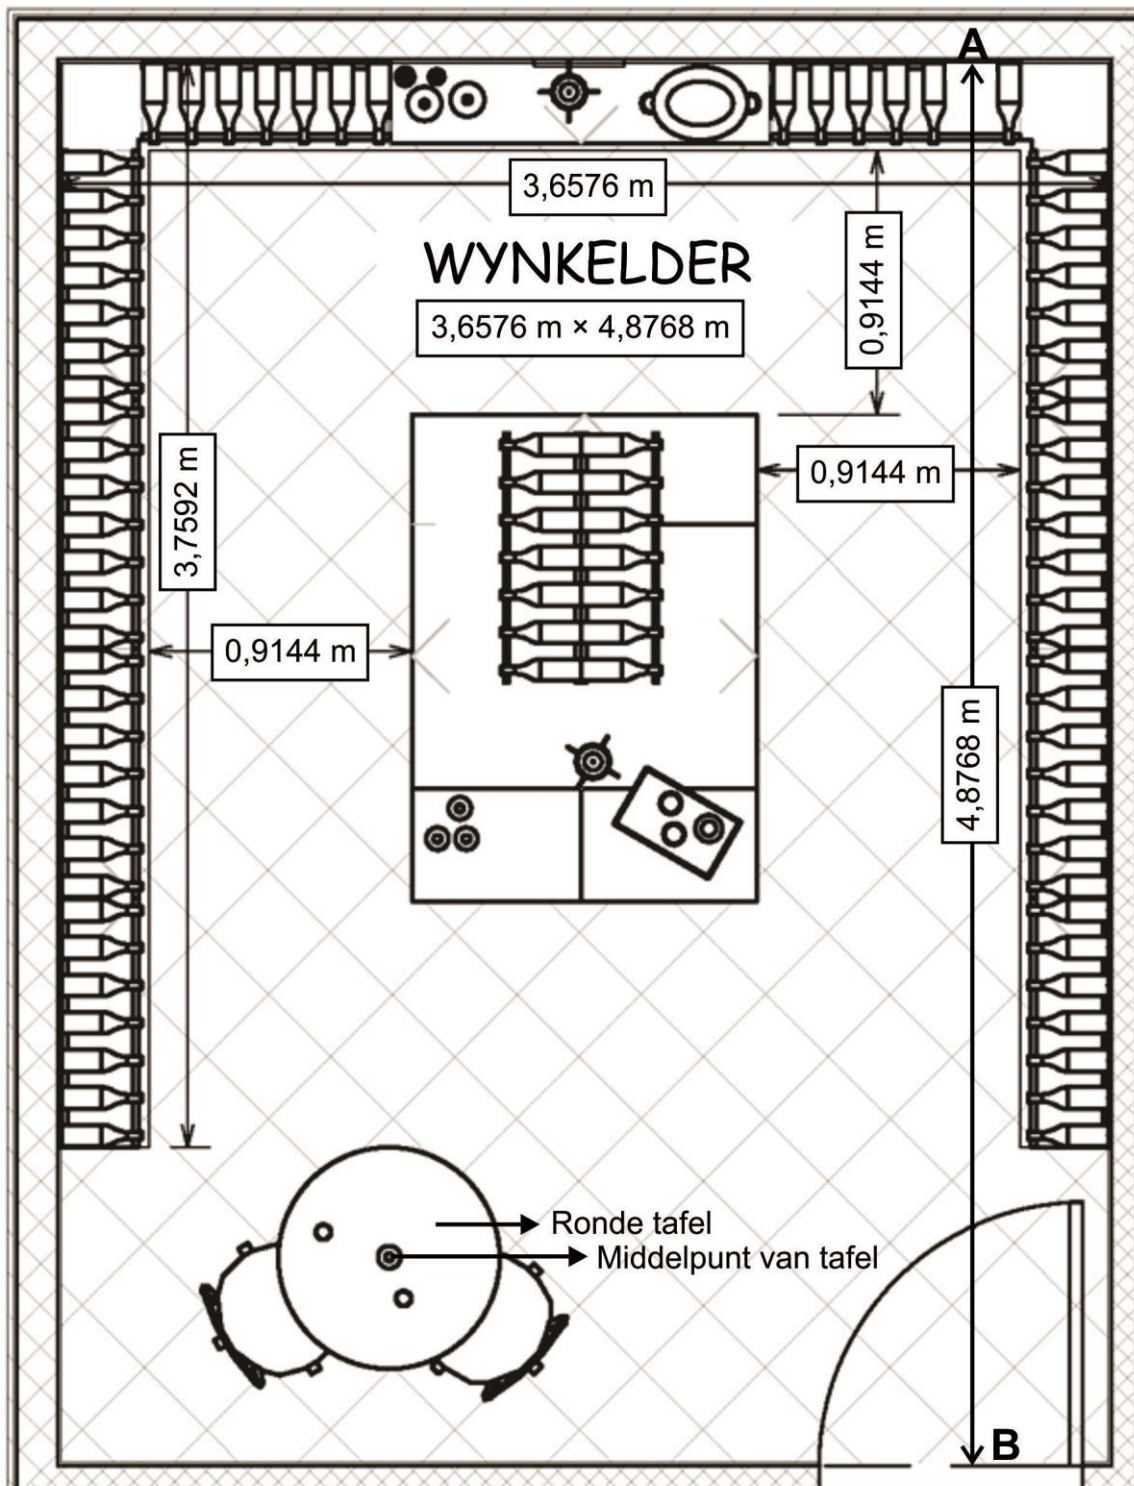 A
3,6576 m
WYNKELDER
3,6576 m × 4,8768 m
0,9144 m
0,9144 m
3,7592 m
0,9144 m
4,8768 m
Ronde tafel
Middelpunt van tafel
B